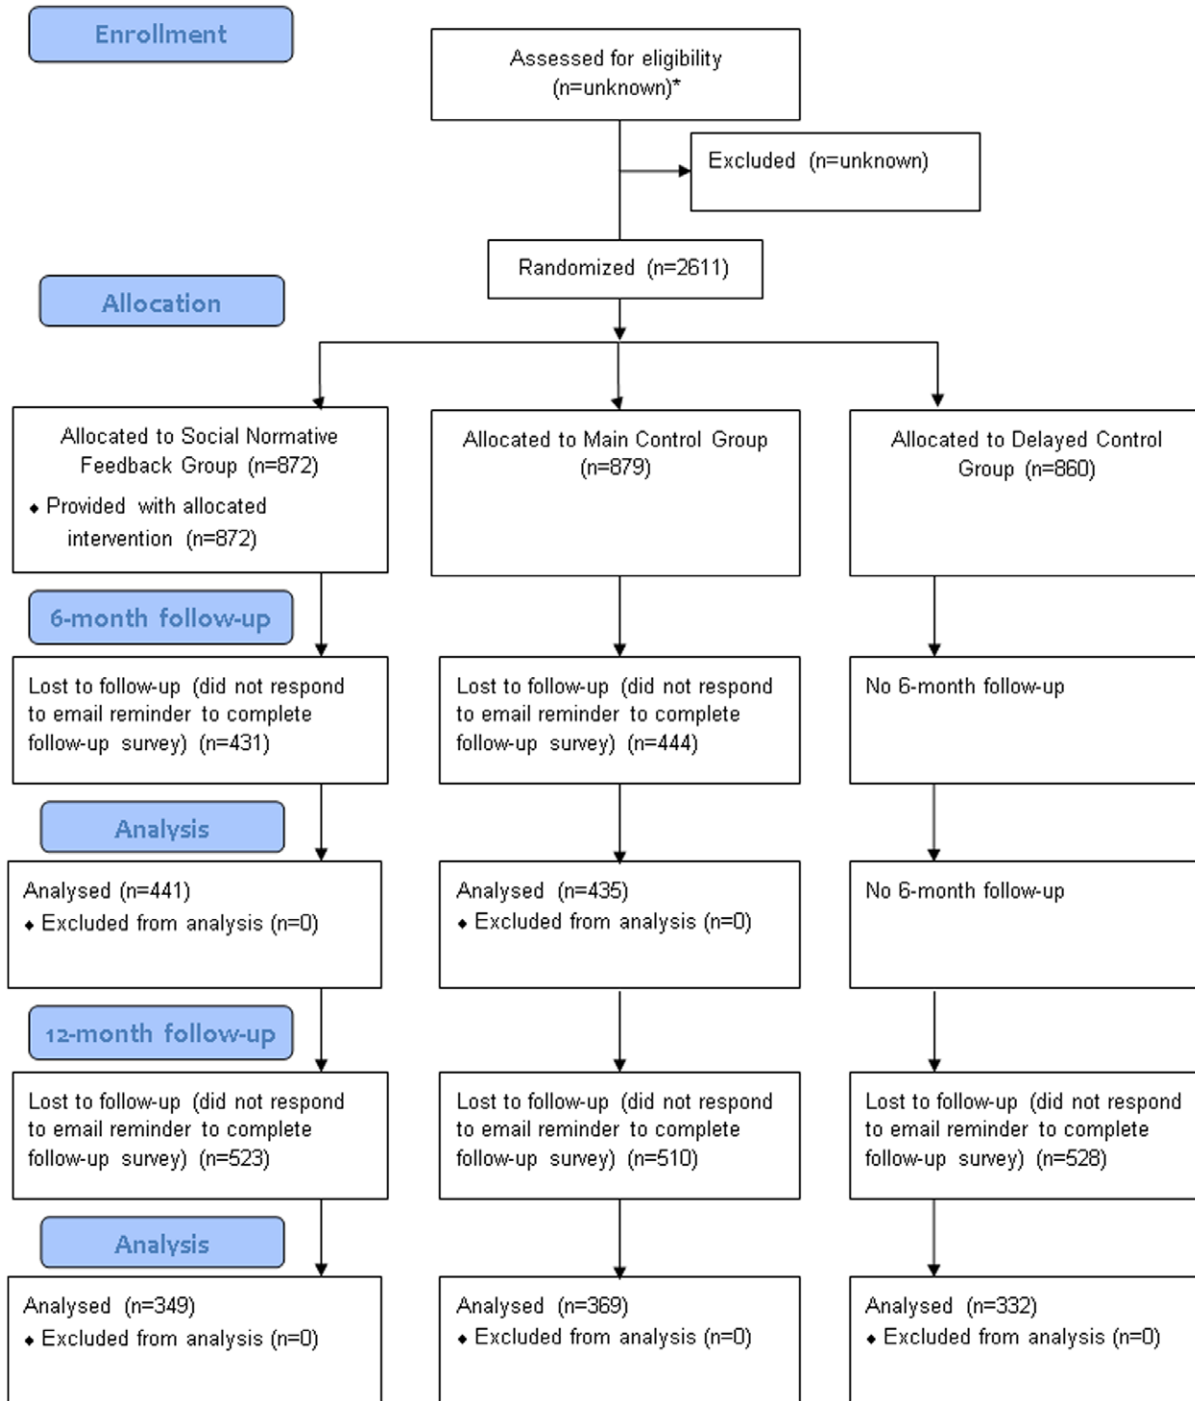 Enrollment
Assessed for eligibility
(n=unknown)*
Excluded (n=unknown)
Randomized (n=2611)
Allocation
Allocated to Social Normative
Feedback Group (n=872)
⬥ Provided with allocated
intervention (n=872)
Allocated to Main Control Group
(n=879)
Allocated to Delayed Control
Group (n=860)
6-month follow-up
Lost to follow-up (did not respond
to email reminder to complete
follow-up survey) (n=431)
Lost to follow-up (did not respond
to email reminder to complete
follow-up survey) (n=444)
No 6-month follow-up
Analysis
Analysed (n=441)
⬥ Excluded from analysis (n=0)
Analysed (n=435)
⬥ Excluded from analysis (n=0)
No 6-month follow-up
12-month follow-up
Lost to follow-up (did not respond
to email reminder to complete
follow-up survey) (n=523)
Lost to follow-up (did not respond
to email reminder to complete
follow-up survey) (n=510)
Lost to follow-up (did not respond
to email reminder to complete
follow-up survey) (n=528)
Analysis
Analysed (n=349)
⬥ Excluded from analysis (n=0)
Analysed (n=369)
⬥ Excluded from analysis (n=0)
Analysed (n=332)
⬥ Excluded from analysis (n=0)